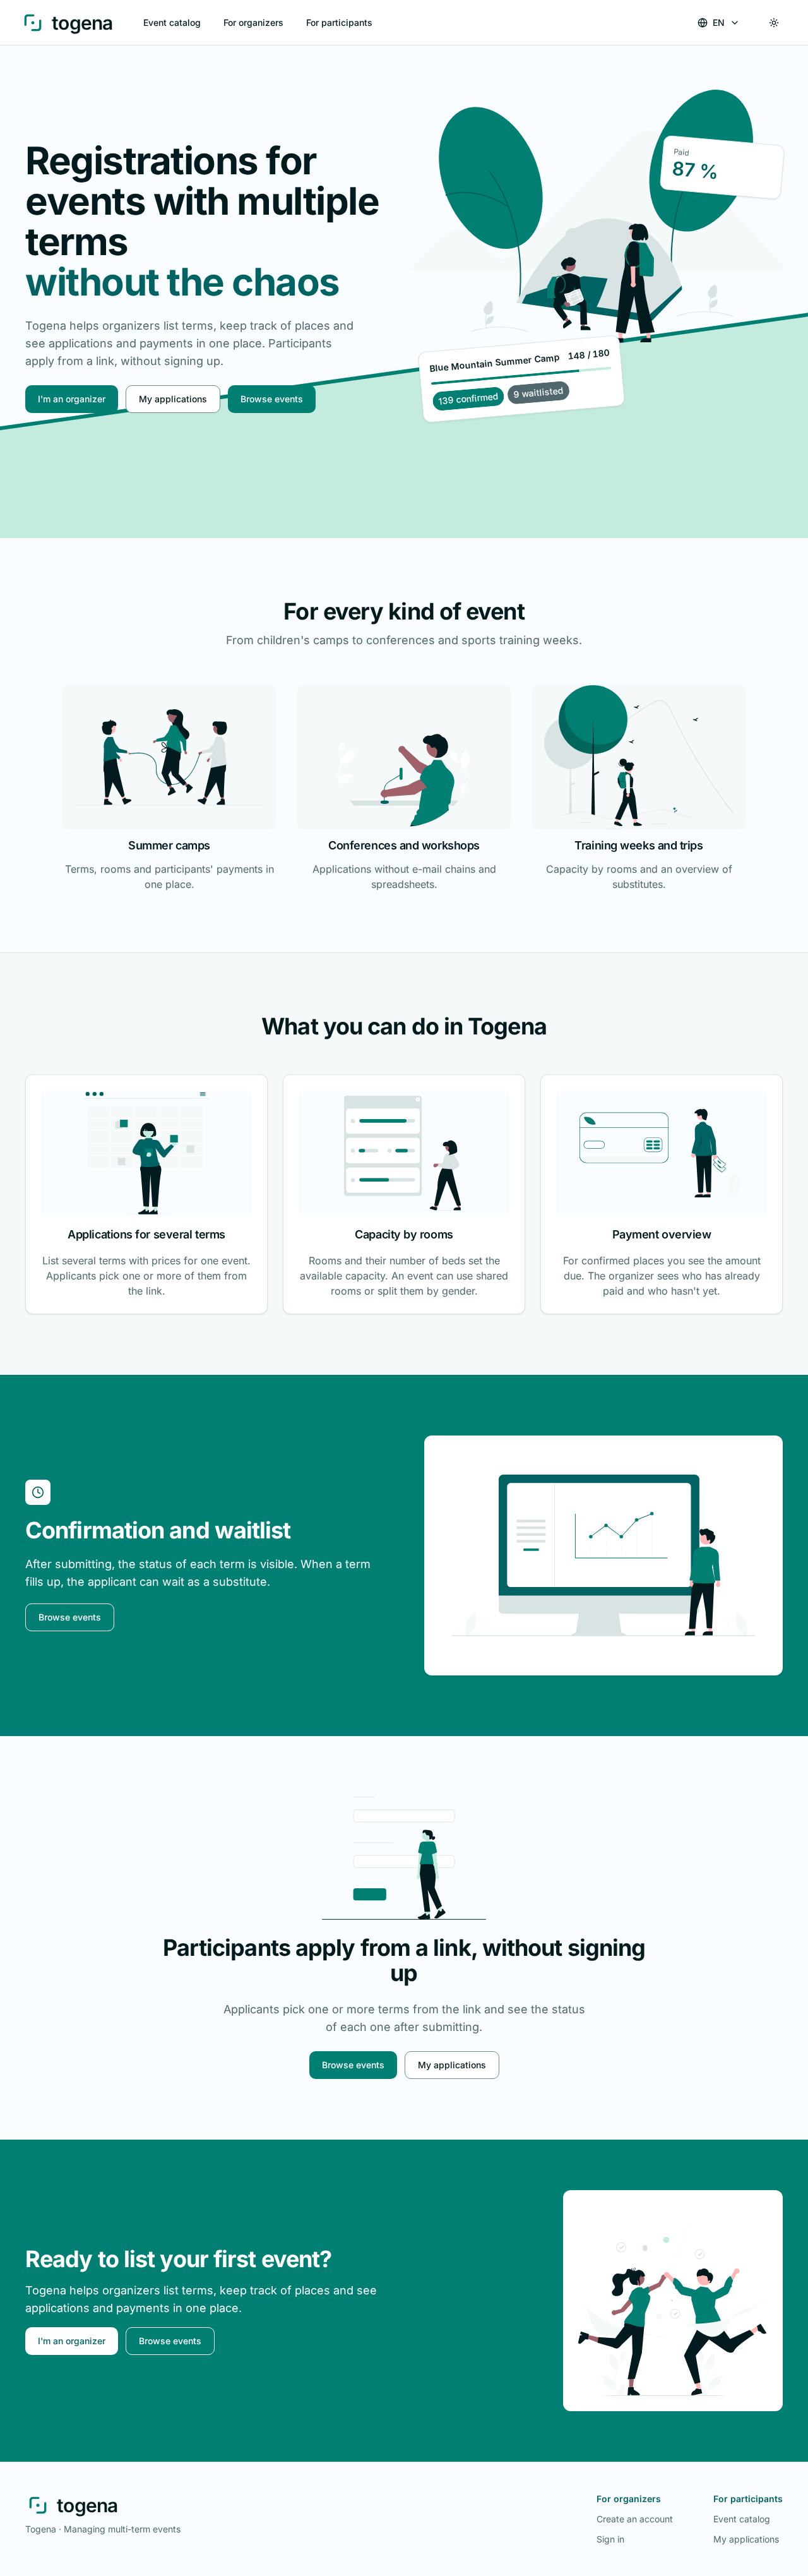 togena
Event catalog
For organizers
For participants
EN
Registrations for
events with multiple
terms
without the chaos
Togena helps organizers list terms, keep track of places and
see applications and payments in one place. Participants
apply from a link, without signing up.
I'm an organizer
My applications
Browse events
Paid
87 %
Blue Mountain Summer Camp 148 / 180
139 confirmed
9 waitlisted
For every kind of event
From children's camps to conferences and sports training weeks.
Summer camps
Terms, rooms and participants' payments in
one place.
Conferences and workshops
Applications without e-mail chains and
spreadsheets.
Training weeks and trips
Capacity by rooms and an overview of
substitutes.
What you can do in Togena
Applications for several terms
List several terms with prices for one event.
Applicants pick one or more of them from
the link.
Capacity by rooms
Rooms and their number of beds set the
available capacity. An event can use shared
rooms or split them by gender.
Payment overview
For confirmed places you see the amount
due. The organizer sees who has already
paid and who hasn't yet.
Confirmation and waitlist
After submitting, the status of each term is visible. When a term
fills up, the applicant can wait as a substitute.
Browse events
Participants apply from a link, without signing
up
Applicants pick one or more terms from the link and see the status
of each one after submitting.
Browse events
My applications
Ready to list your first event?
Togena helps organizers list terms, keep track of places and see
applications and payments in one place.
I'm an organizer
Browse events
togena
Togena · Managing multi-term events
For organizers
Create an account
Sign in
For participants
Event catalog
My applications